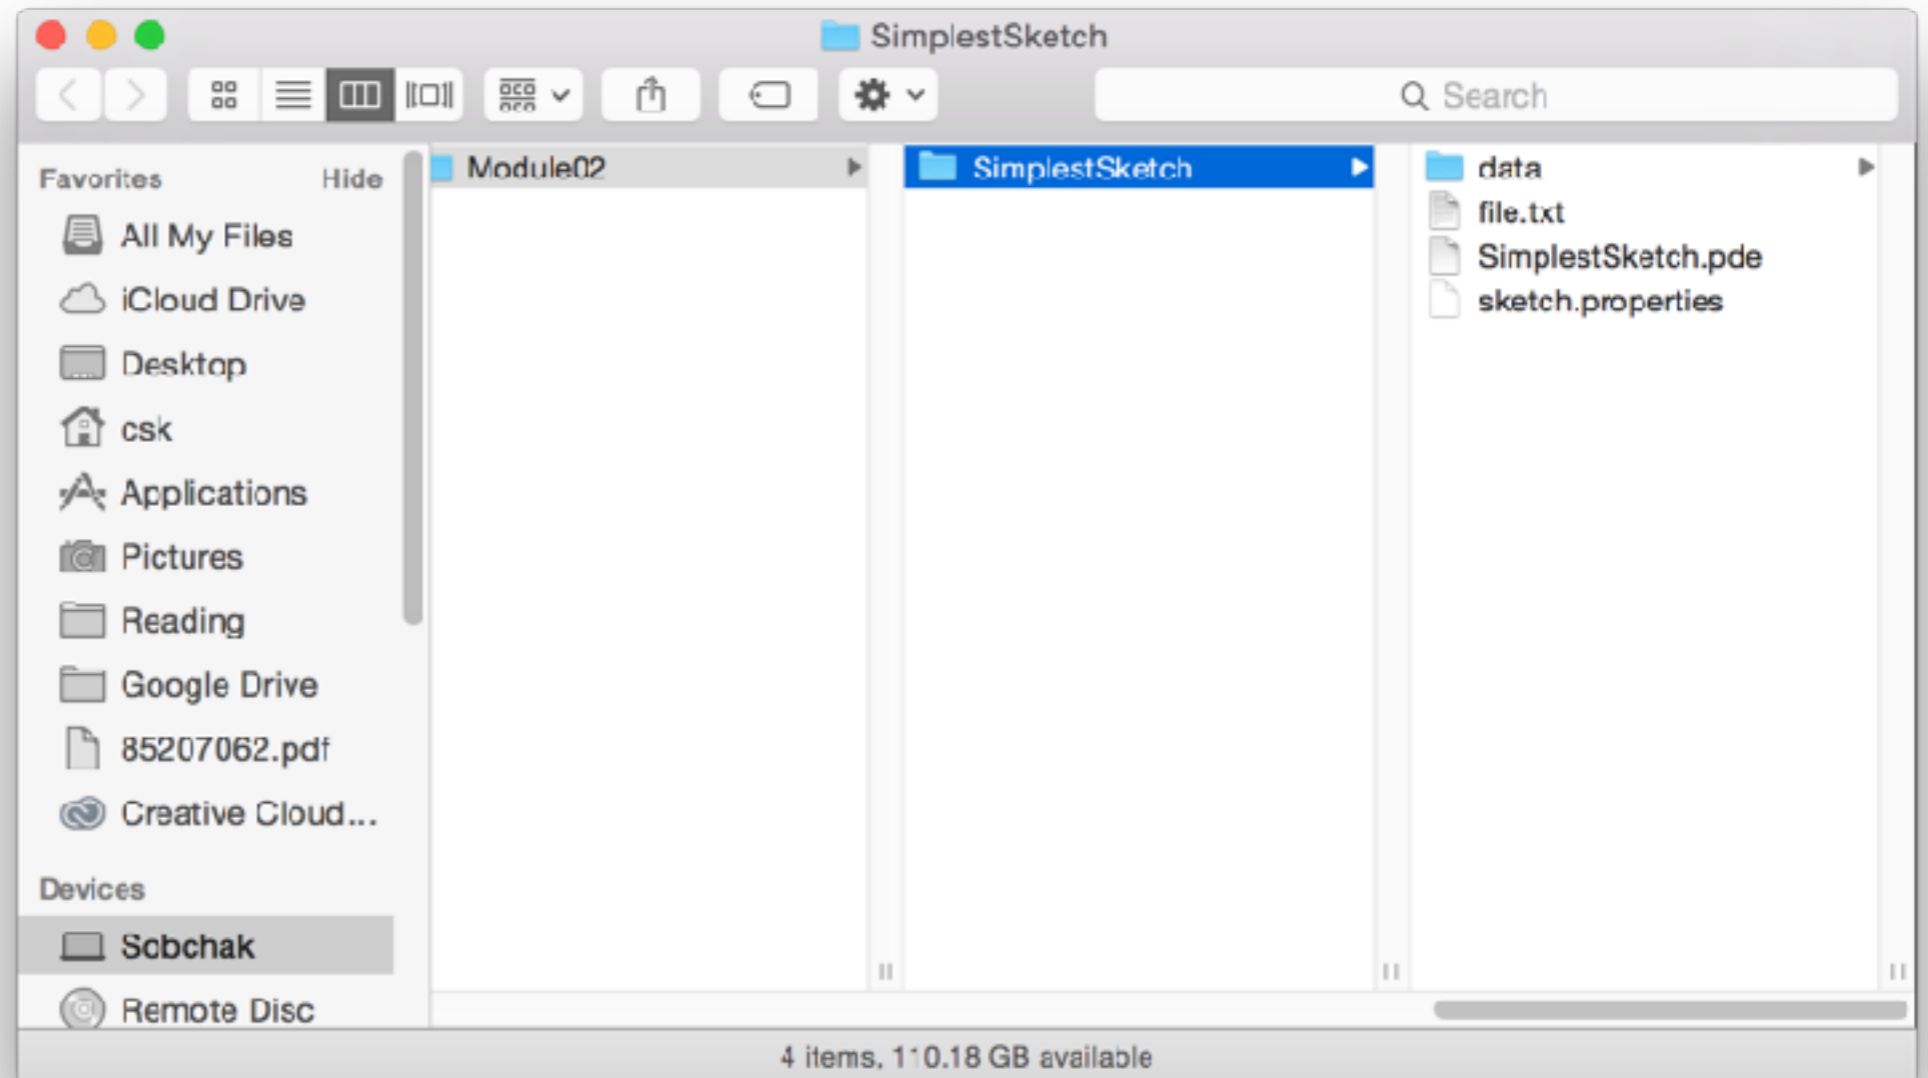 SimplestSketch
Search
Favorites Hide
All My Files
iCloud Drive
Desktop
csk
Applications
Pictures
Reading
Google Drive
85207062.pdf
Creative Cloud...
Devices
Sobchak
Remote Disc
Module02
SimplestSketch
data
file.txt
SimplestSketch.pde
sketch.properties
4 items, 110.18 GB available